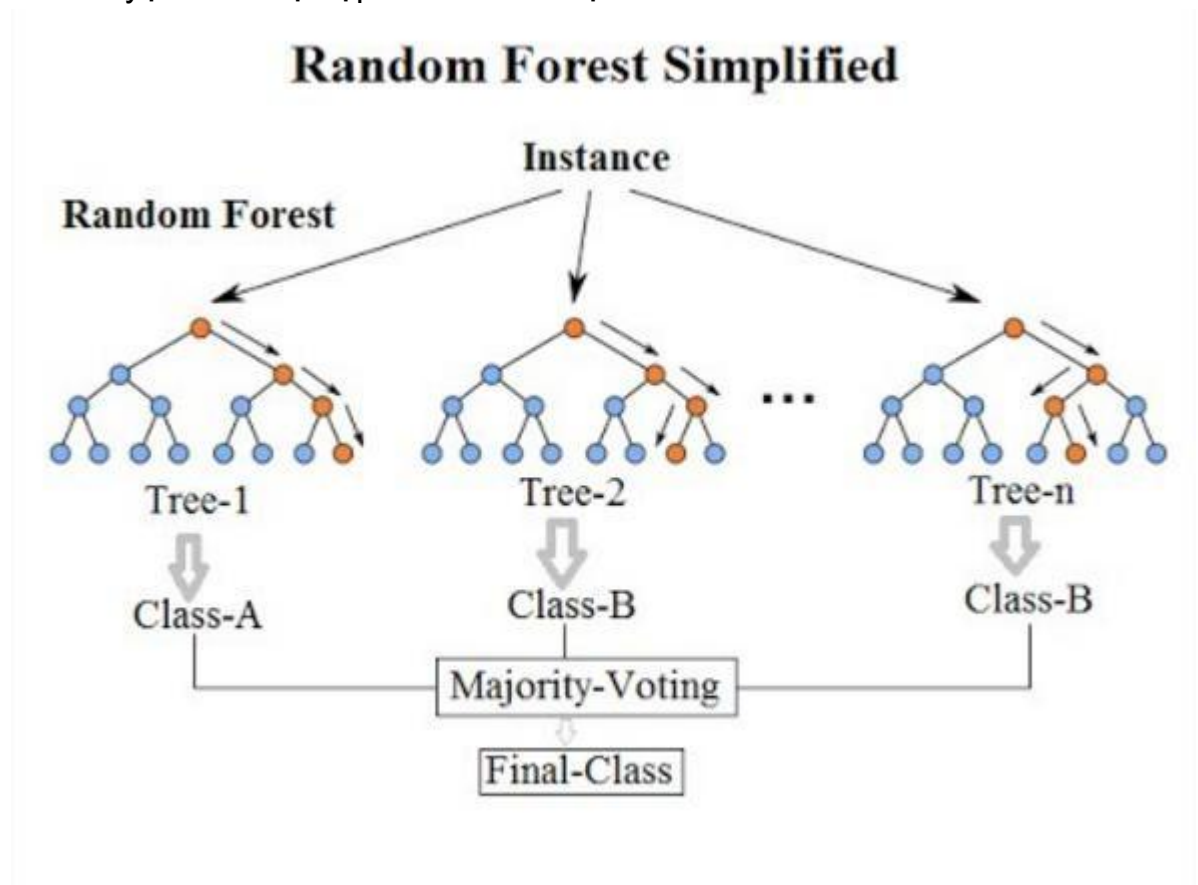 Random Forest Simplified
Instance
Random Forest
...
Tree-1
Tree-2
Tree-n
Class-A
Class-B
Class-B
Majority-Voting
Final-Class